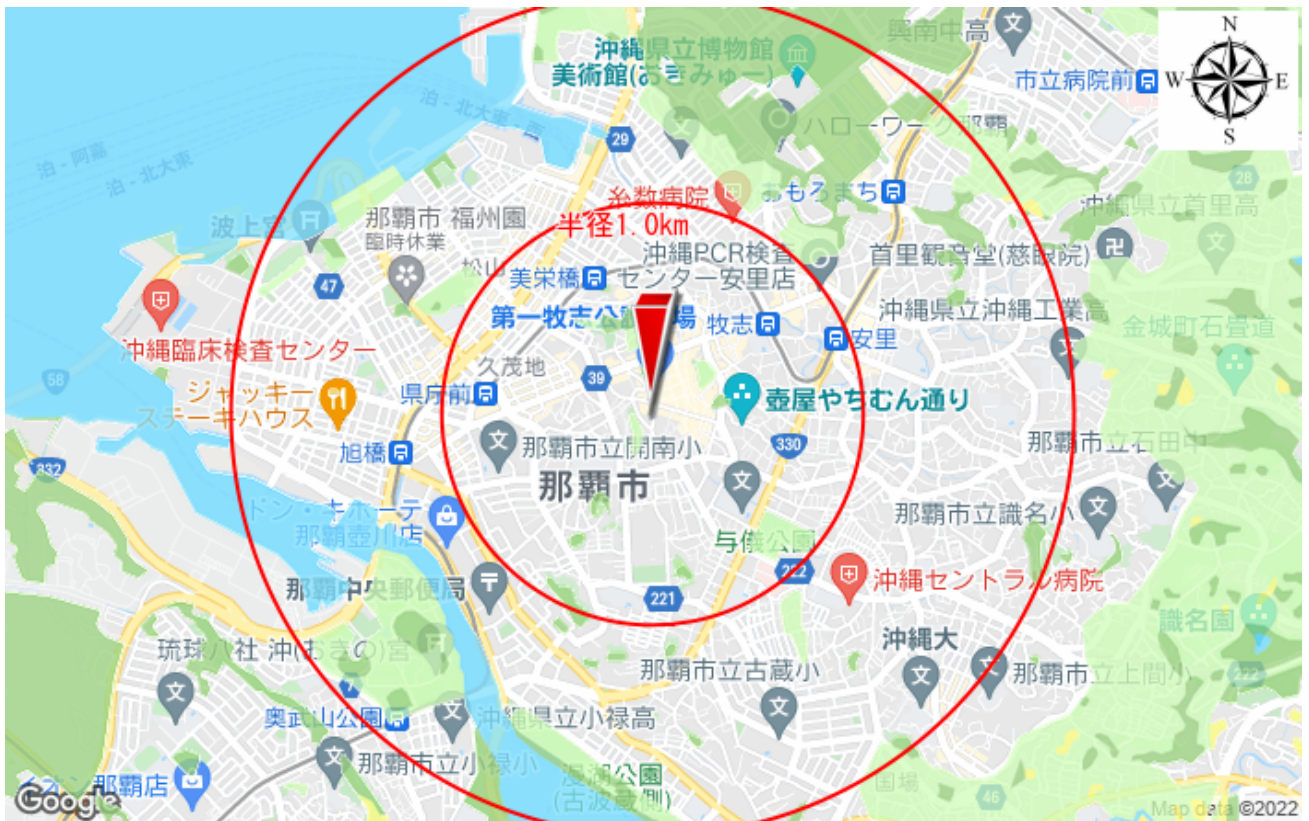 興南中高
N
W
E
S
沖縄県立博物館
美術館(おきみゅー)
市立病院前
泊 - 北大東
泊 - 阿嘉
泊 - 北大東
ハローワーク那覇
29
28
糸数病院
おもろまち
沖縄県立首里高
波上宮
那覇市 福州園
臨時休業
半径1.0km
沖縄PCR検査
センター安里店
首里観音堂(慈眼院)
松山
美栄橋
47
沖縄県立沖縄工業高
第一牧志公
場
牧志
安里
金城町石畳道
沖縄臨床検査センター
久茂地
39
58
ジャッキー
ステーキハウス
県庁前
壺屋やちむん通り
那覇市立開南小
330
那覇市立石田中
旭橋
332
那覇市
ドン・キホーテ
那覇壺川店
那覇市立識名小
与儀公園
222
沖縄セントラル病院
那覇中央郵便局
221
識名園
沖縄大
琉球八社 沖(おきの)宮
那覇市立古蔵小
那覇市立上間小
222
7
奥武山公園
沖縄県立小禄高
那覇市立小禄小
漫湖公園
(古波蔵側)
国場
46
イオン那覇店
Google
Map data ©2022